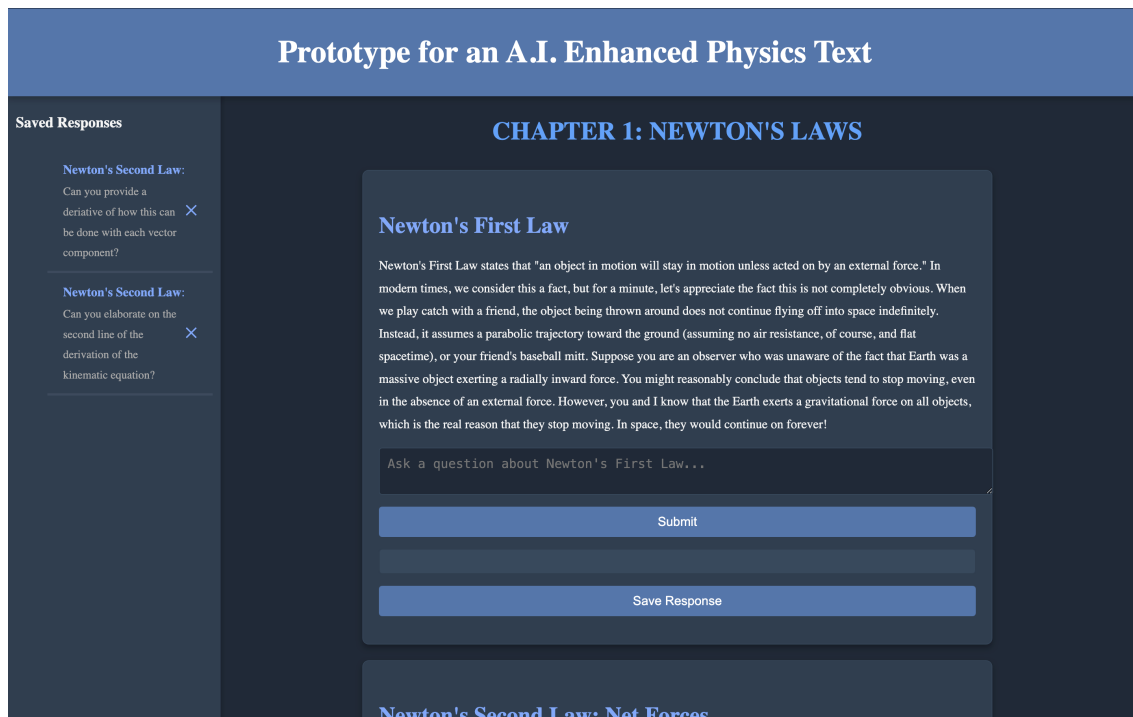 Prototype for an A.I. Enhanced Physics Text
Saved Responses
Newton's Second Law:
Can you provide a
deriative of how this can
be done with each vector
component?
Newton's Second Law:
Can you elaborate on the
second line of the
derivation of the
kinematic equation?
CHAPTER 1: NEWTON'S LAWS
Newton's First Law
Newton's First Law states that "an object in motion will stay in motion unless acted on by an external force." In
modern times, we consider this a fact, but for a minute, let's appreciate the fact this is not completely obvious. When
we play catch with a friend, the object being thrown around does not continue flying off into space indefinitely.
Instead, it assumes a parabolic trajectory toward the ground (assuming no air resistance, of course, and flat
spacetime), or your friend's baseball mitt. Suppose you are an observer who was unaware of the fact that Earth was a
massive object exerting a radially inward force. You might reasonably conclude that objects tend to stop moving, even
in the absence of an external force. However, you and I know that the Earth exerts a gravitational force on all objects,
which is the real reason that they stop moving. In space, they would continue on forever!
Ask a question about Newton's First Law...
Submit
Save Response
Newton's Second Law: Net Forces